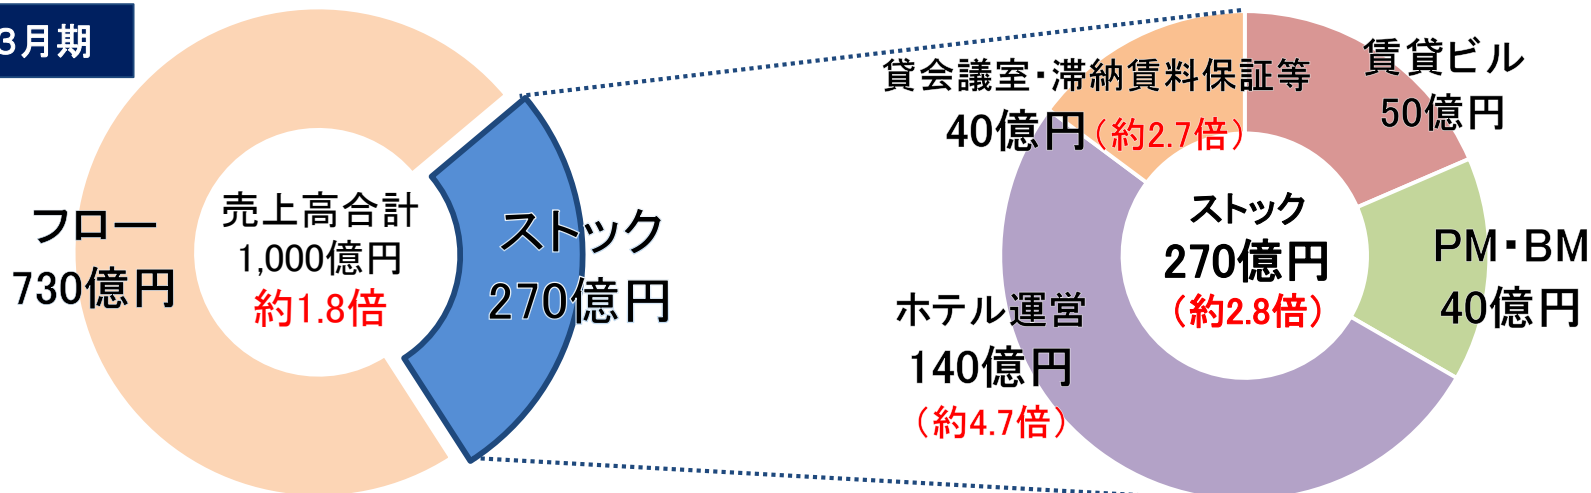 3月期
フロー
730億円
売上高合計
1,000億円
約1.8倍
ストック
270億円
貸会議室・滞納賃料保証等
40億円(約2.7倍)
賃貸ビル
50億円
ストック
270億円
(約2.8倍)
PM・BM
40億円
ホテル運営
140億円
(約4.7倍)